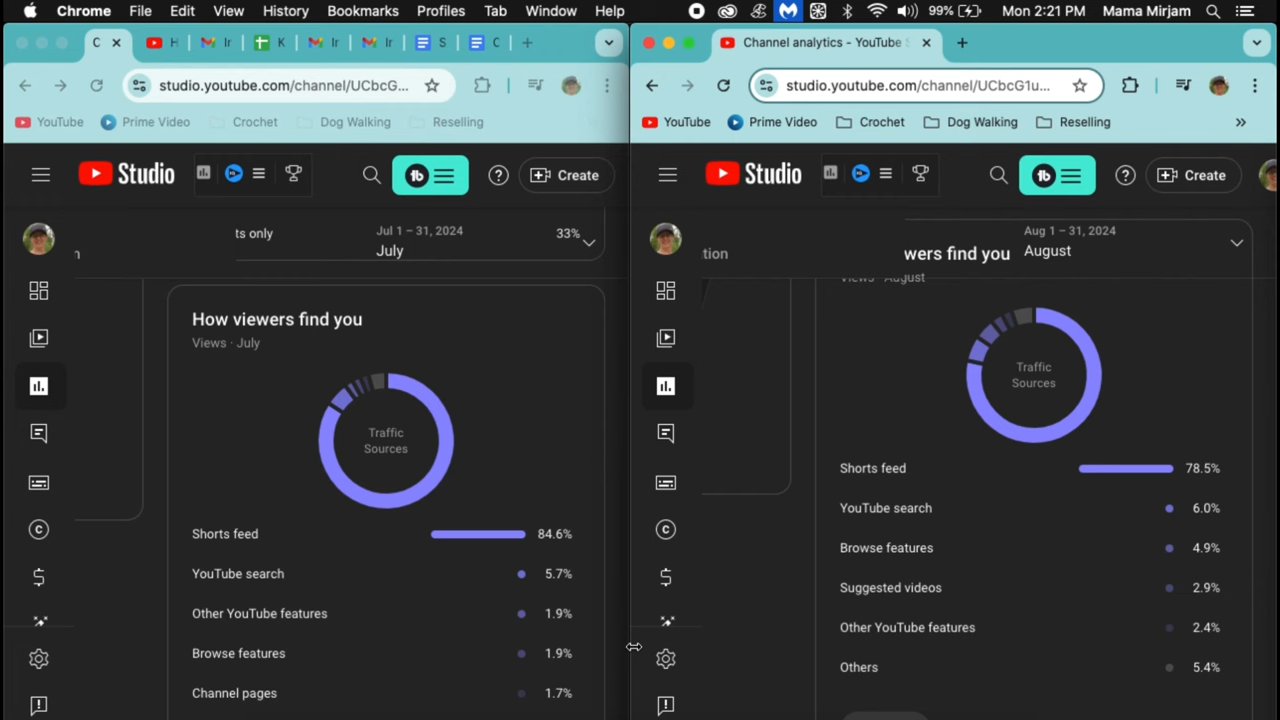 Chrome File Edit View History Bookmarks Profiles Tab Window Help 99% Mon 2:21 PM Mama Mirjam
C H Ir K Ir Ir S C
studio.youtube.com/channel/UCbcG...
YouTube Prime Video Crochet Dog Walking Reselling
Studio Create
ts only
Jul 1 – 31, 2024
33%
July
n
How viewers find you
Views · July
Traffic
Sources
Shorts feed 84.6%
YouTube search 5.7%
Other YouTube features 1.9%
Browse features 1.9%
Channel pages 1.7%
Channel analytics - YouTube S
studio.youtube.com/channel/UCbcG1u...
YouTube Prime Video Crochet Dog Walking Reselling »
Studio Create
Aug 1 – 31, 2024
August
tion
wers find you
Views · August
Traffic
Sources
Shorts feed 78.5%
YouTube search 6.0%
Browse features 4.9%
Suggested videos 2.9%
Other YouTube features 2.4%
Others 5.4%